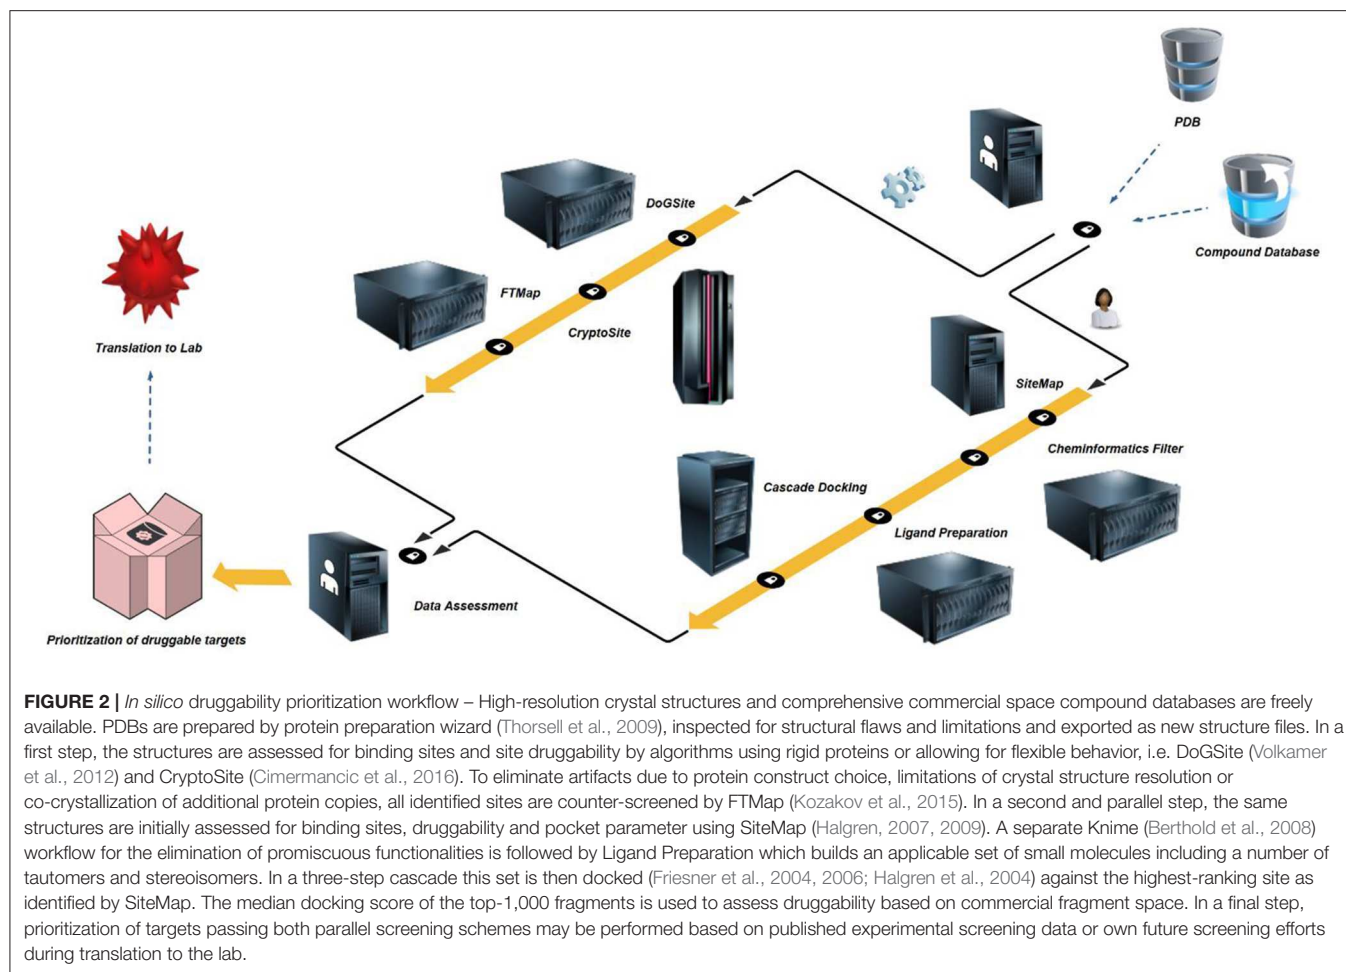 PDB
Compound Database
DoGSite
FTMap
CryptoSite
Translation to Lab
SiteMap
Cheminformatics Filter
Cascade Docking
Ligand Preparation
Data Assessment
Prioritization of druggable targets
FIGURE 2 | In silico druggability prioritization workflow – High-resolution crystal structures and comprehensive commercial space compound databases are freely
available. PDBs are prepared by protein preparation wizard (Thorsell et al., 2009), inspected for structural flaws and limitations and exported as new structure files. In a
first step, the structures are assessed for binding sites and site druggability by algorithms using rigid proteins or allowing for flexible behavior, i.e. DoGSite (Volkamer
et al., 2012) and CryptoSite (Cimermancic et al., 2016). To eliminate artifacts due to protein construct choice, limitations of crystal structure resolution or
co-crystallization of additional protein copies, all identified sites are counter-screened by FTMap (Kozakov et al., 2015). In a second and parallel step, the same
structures are initially assessed for binding sites, druggability and pocket parameter using SiteMap (Halgren, 2007, 2009). A separate Knime (Berthold et al., 2008)
workflow for the elimination of promiscuous functionalities is followed by Ligand Preparation which builds an applicable set of small molecules including a number of
tautomers and stereoisomers. In a three-step cascade this set is then docked (Friesner et al., 2004, 2006; Halgren et al., 2004) against the highest-ranking site as
identified by SiteMap. The median docking score of the top-1,000 fragments is used to assess druggability based on commercial fragment space. In a final step,
prioritization of targets passing both parallel screening schemes may be performed based on published experimental screening data or own future screening efforts
during translation to the lab.